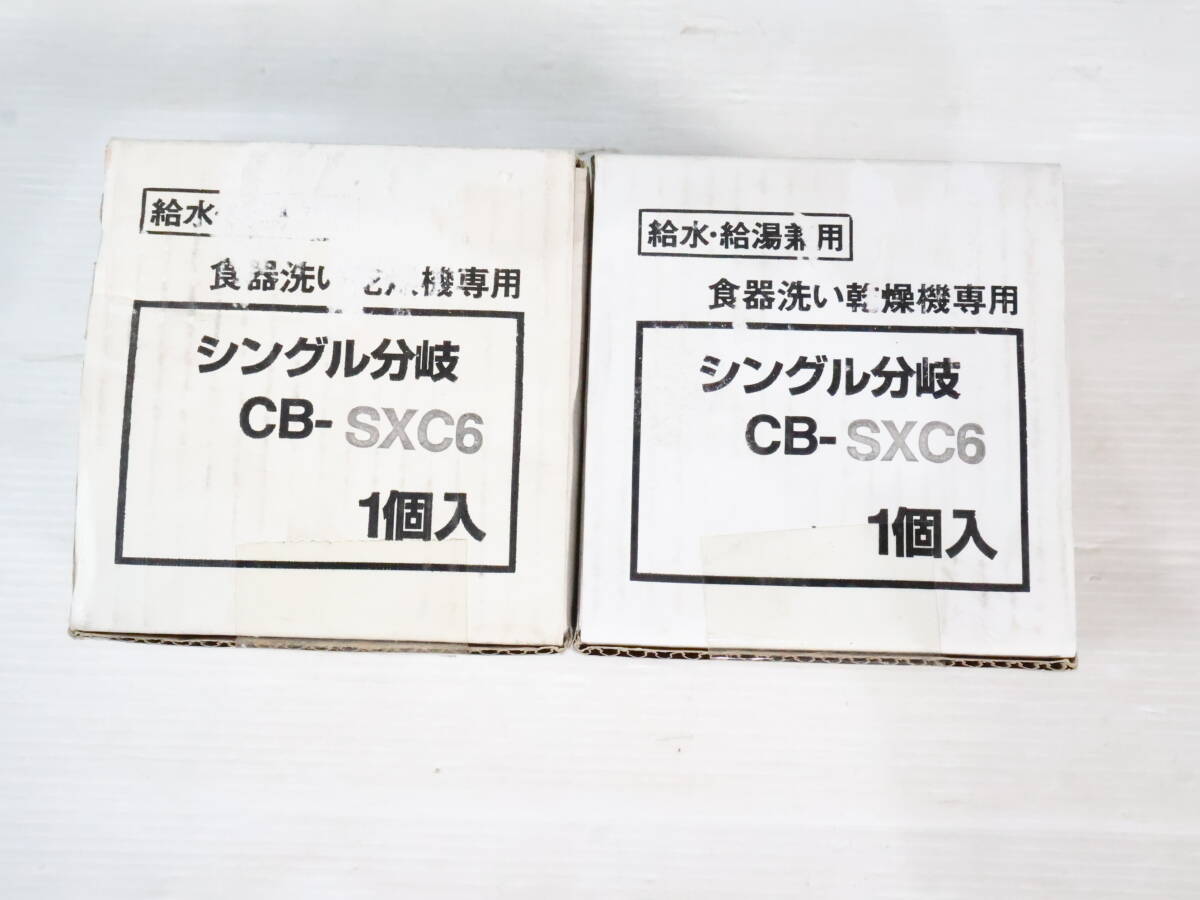 給水
食器洗い 機専用
シングル分岐
CB-SXC6
1個入
給水・給湯兼用
食器洗い乾燥機専用
シングル分岐
CB-SXC6
1個入